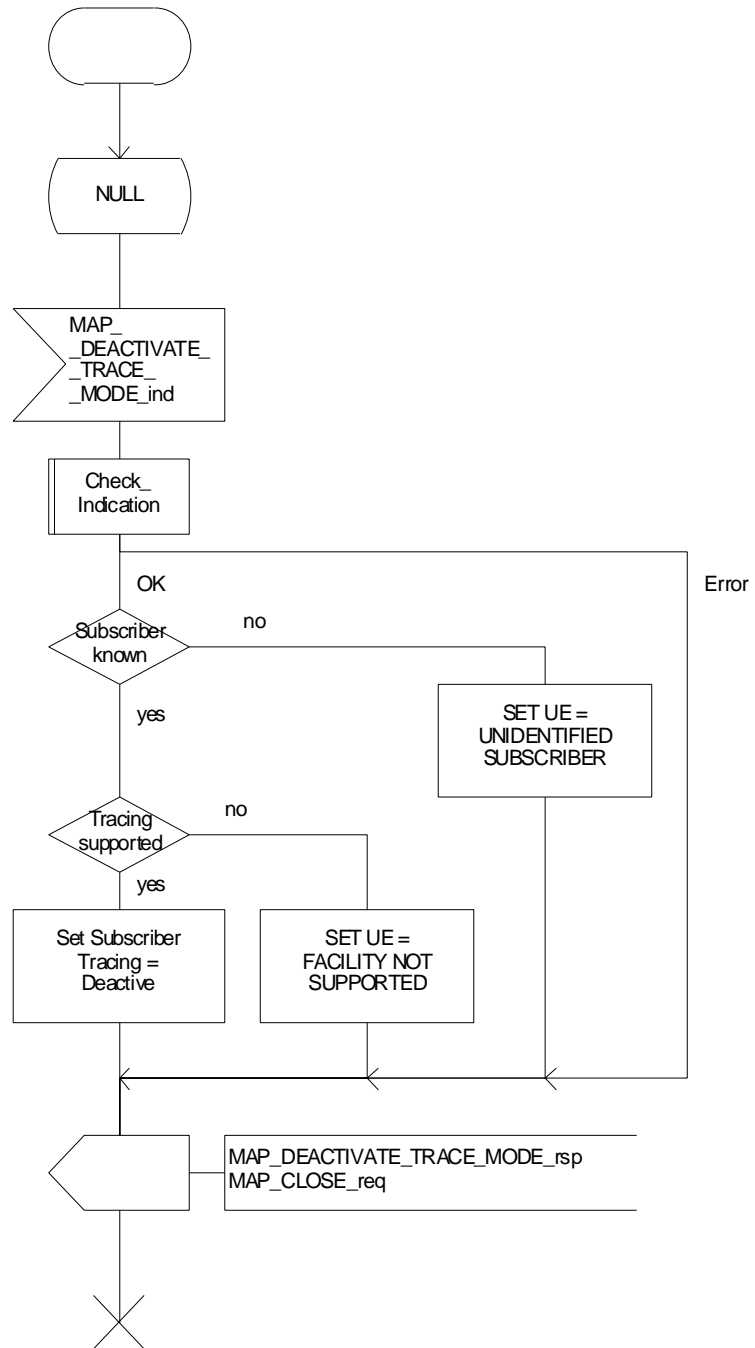 NULL
MAP_
_DEACTIVATE_
_TRACE_
_MODE_ind
Check_
Indication
OK
Error
Subscriber
known
no
yes
SET UE =
UNIDENTIFIED
SUBSCRIBER
Tracing
supported
no
yes
Set Subscriber
Tracing =
Deactive
SET UE =
FACILITY NOT
SUPPORTED
MAP_DEACTIVATE_TRACE_MODE_rsp
MAP_CLOSE_req